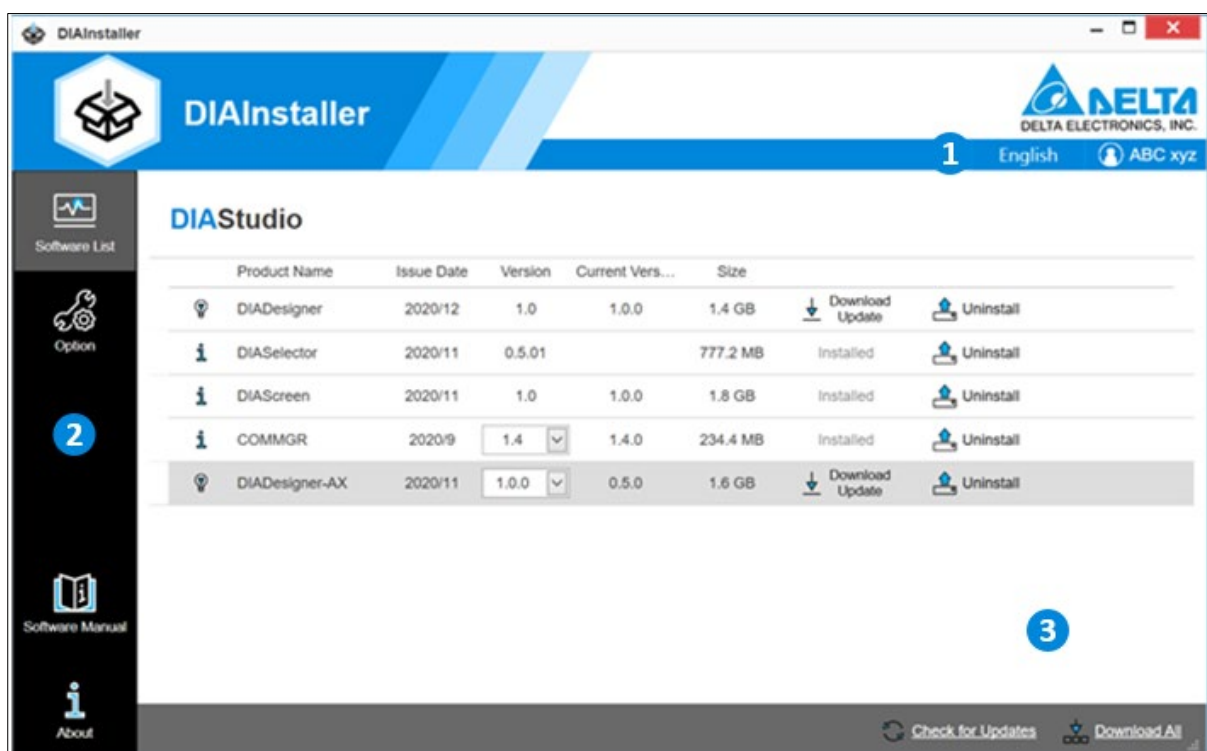 DIAInstaller
DIAInstaller
DELTA
DELTA ELECTRONICS, INC.
1 English ABC xyz
Software List
Option
2
Software Manual
About
DIAStudio
Product Name Issue Date Version Current Vers... Size
DIADesigner 2020/12 1.0 1.0.0 1.4 GB Download Update Uninstall
DIASelector 2020/11 0.5.01 777.2 MB Installed Uninstall
DIAScreen 2020/11 1.0 1.0.0 1.8 GB Installed Uninstall
COMMGR 2020/9 1.4 1.4.0 234.4 MB Installed Uninstall
DIADesigner-AX 2020/11 1.0.0 0.5.0 1.6 GB Download Update Uninstall
3
Check for Updates Download All